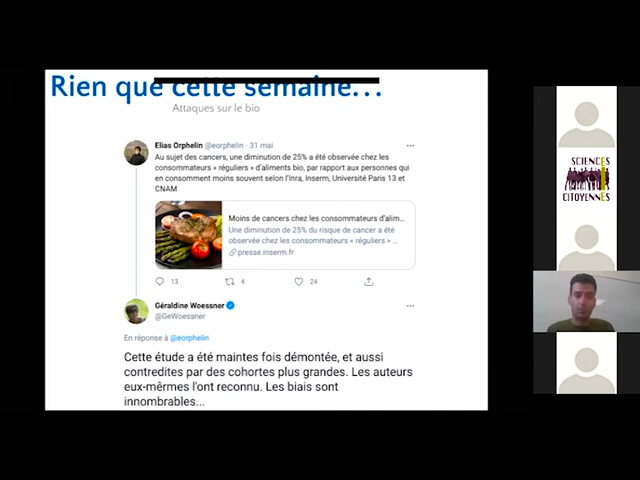 Rien que cette semaine...
Attaques sur le bio
Elias Orphelin @eorphelin · 31 mai
Au sujet des cancers, une diminution de 25% a été observée chez les
consommateurs « réguliers » d'aliments bio, par rapport aux personnes qui
en consomment moins souvent selon l'Inra, Inserm, Université Paris 13 et
CNAM
Moins de cancers chez les consommateurs d'alim...
Une diminution de 25% du risque de cancer a été
observée chez les consommateurs « réguliers » ...
presse.inserm.fr
13 4 24
Géraldine Woessner
@GeWoessner
En réponse à @eorphelin
Cette étude a été maintes fois démontée, et aussi
contredites par des cohortes plus grandes. Les auteurs
eux-mêmes l'ont reconnu. Les biais sont
innombrables...
SCIENCES
CITOYENNES